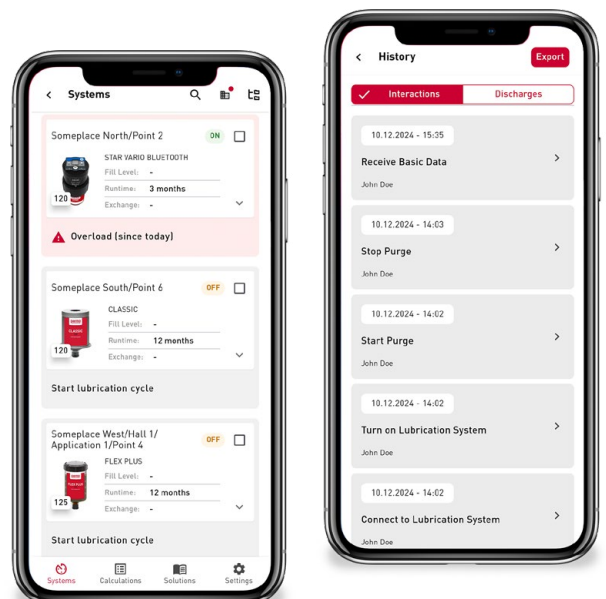 Systems
Someplace North/Point 2
ON
STAR VARIO BLUETOOTH
Fill Level: -
Runtime: 3 months
120
Exchange: -
Overload (since today)
Someplace South/Point 6
OFF
CLASSIC
Fill Level: -
Runtime: 12 months
120
Exchange: -
Start lubrication cycle
Someplace West/Hall 1/
Application 1/Point 4
OFF
FLEX PLUS
Fill Level: -
Runtime: 12 months
125
Exchange: -
Start lubrication cycle
Systems
Calculations
Solutions
Settings
History
Export
Interactions
Discharges
10.12.2024 - 15:35
Receive Basic Data
John Doe
10.12.2024 - 14:03
Stop Purge
John Doe
10.12.2024 - 14:02
Start Purge
John Doe
10.12.2024 - 14:02
Turn on Lubrication System
John Doe
10.12.2024 - 14:02
Connect to Lubrication System
John Doe